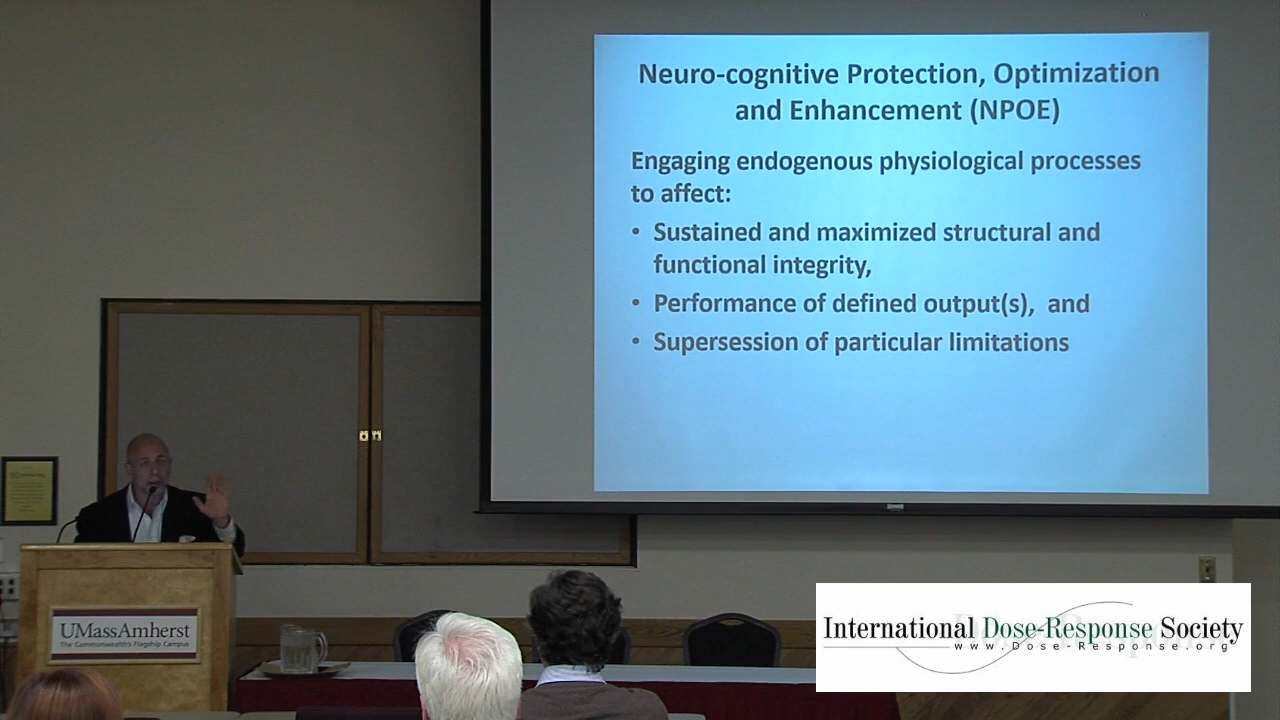 Neuro-cognitive Protection, Optimization
and Enhancement (NPOE)
Engaging endogenous physiological processes
to affect:
• Sustained and maximized structural and
functional integrity,
• Performance of defined output(s), and
• Supersession of particular limitations
UMassAmherst
The Commonwealth's Flagship Campus
International Dose-Response Society
www.Dose-Response.org